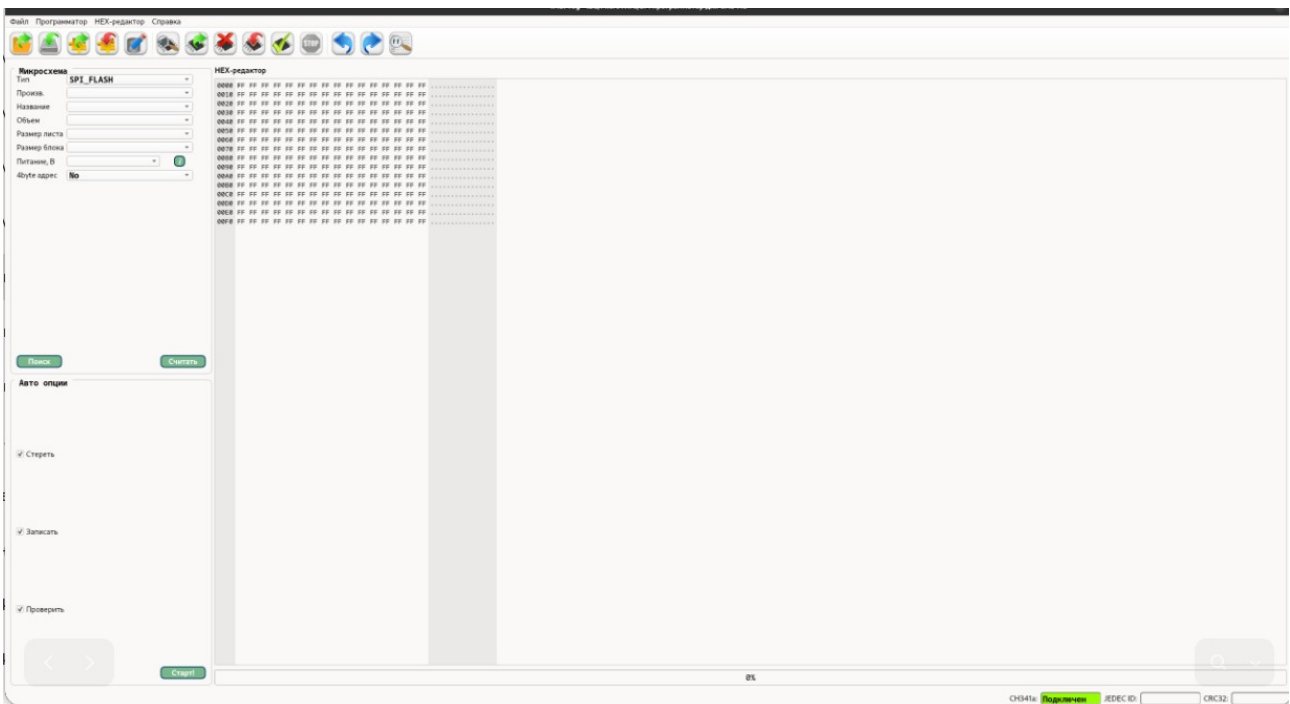 Файл Программатор HEX-редактор Справка
STOP
Микросхема
Тип SPI_FLASH
Произв.
Название
Объем
Размер листа
Размер блока
Питание, В
i
4byte адрес No
Поиск Считать
Авто опции
Стереть
Записать
Проверить
Старт!
HEX-редактор
0000 FF FF FF FF FF FF FF FF FF FF FF FF FF FF FF FF ................
0010 FF FF FF FF FF FF FF FF FF FF FF FF FF FF FF FF ................
0020 FF FF FF FF FF FF FF FF FF FF FF FF FF FF FF FF ................
0030 FF FF FF FF FF FF FF FF FF FF FF FF FF FF FF FF ................
0040 FF FF FF FF FF FF FF FF FF FF FF FF FF FF FF FF ................
0050 FF FF FF FF FF FF FF FF FF FF FF FF FF FF FF FF ................
0060 FF FF FF FF FF FF FF FF FF FF FF FF FF FF FF FF ................
0070 FF FF FF FF FF FF FF FF FF FF FF FF FF FF FF FF ................
0080 FF FF FF FF FF FF FF FF FF FF FF FF FF FF FF FF ................
0090 FF FF FF FF FF FF FF FF FF FF FF FF FF FF FF FF ................
00A0 FF FF FF FF FF FF FF FF FF FF FF FF FF FF FF FF ................
00B0 FF FF FF FF FF FF FF FF FF FF FF FF FF FF FF FF ................
00C0 FF FF FF FF FF FF FF FF FF FF FF FF FF FF FF FF ................
00D0 FF FF FF FF FF FF FF FF FF FF FF FF FF FF FF FF ................
00E0 FF FF FF FF FF FF FF FF FF FF FF FF FF FF FF FF ................
00F0 FF FF FF FF FF FF FF FF FF FF FF FF FF FF FF FF ................
0%
CH341a: Подключен JEDEC ID: CRC32: